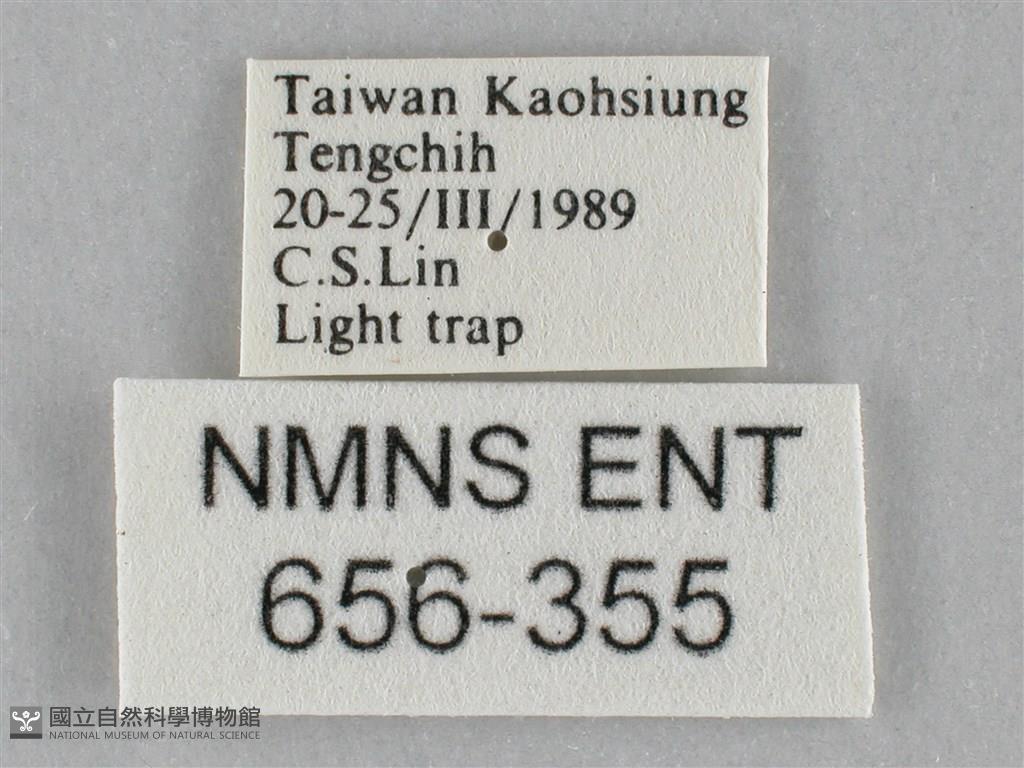 Taiwan Kaohsiung
Tengchih
20-25/III/1989
C.S.Lin
Light trap
NMNS ENT
656-355
國立自然科學博物館
NATIONAL MUSEUM OF NATURAL SCIENCE